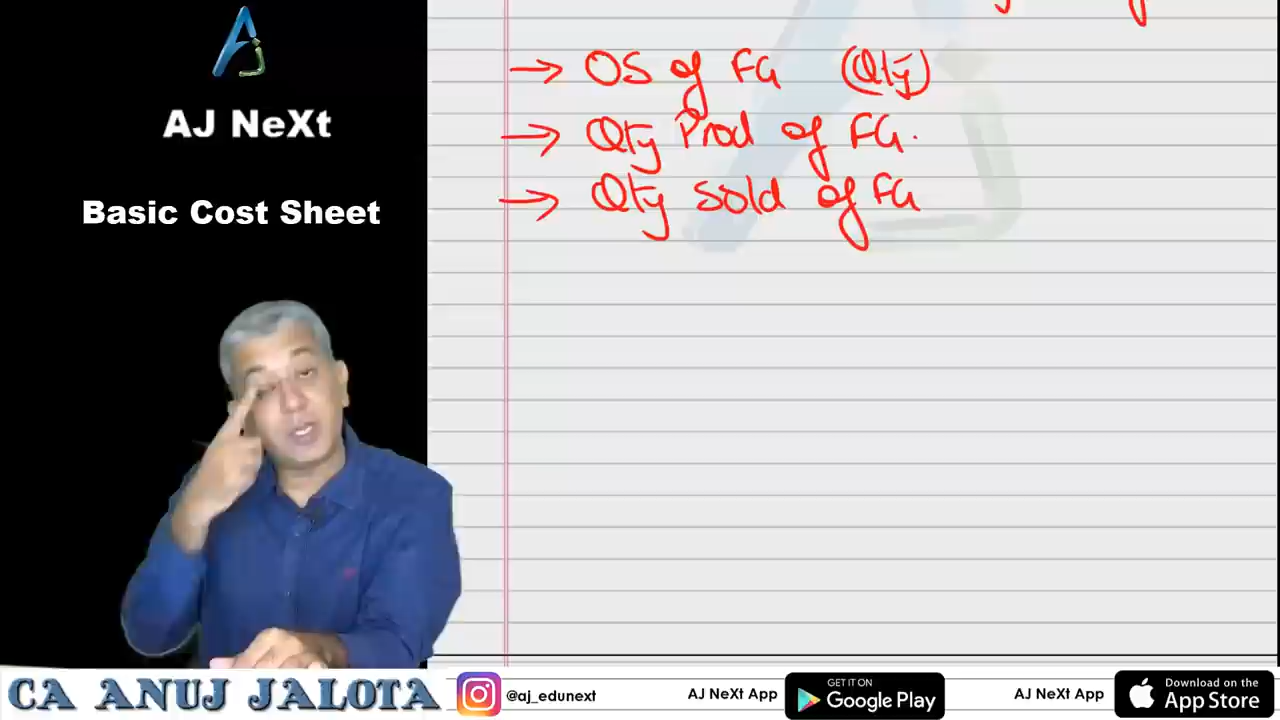 AJ NeXt
Basic Cost Sheet
→ OS of FG (Qty)
→ Qty Prod of FG.
→ Qty Sold of FG
CA ANUJ JALOTA
@aj_edunext
AJ NeXt App
GET IT ON
Google Play
AJ NeXt App
Download on the
App Store